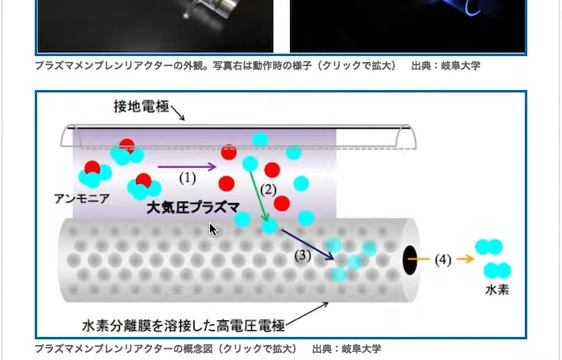 プラズマメンブレンリアクターの外観。写真右は動作時の様子（クリックで拡大）　出典：岐阜大学
接地電極
(1)
(2)
アンモニア
大気圧プラズマ
(3)
(4)
水素
水素分離膜を溶接した高電圧電極
プラズマメンブレンリアクターの概念図（クリックで拡大）　出典：岐阜大学